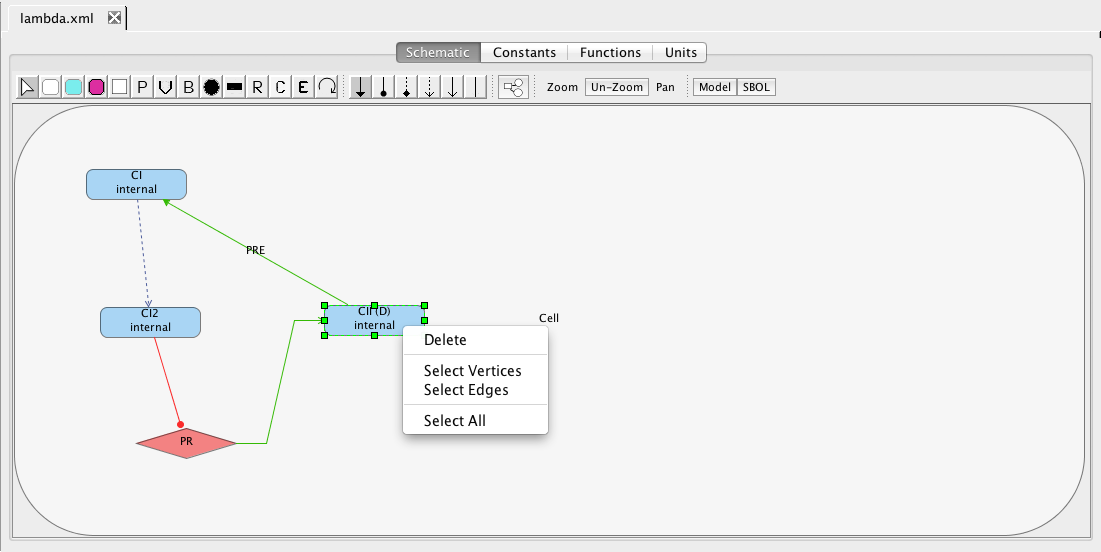 lambda.xml
Schematic Constants Functions Units
P V B R C E Zoom Un-Zoom Pan Model SBOL
CI
internal
PRE
CI2
internal
CII (D)
internal
Cell
Delete
Select Vertices
Select Edges
Select All
PR